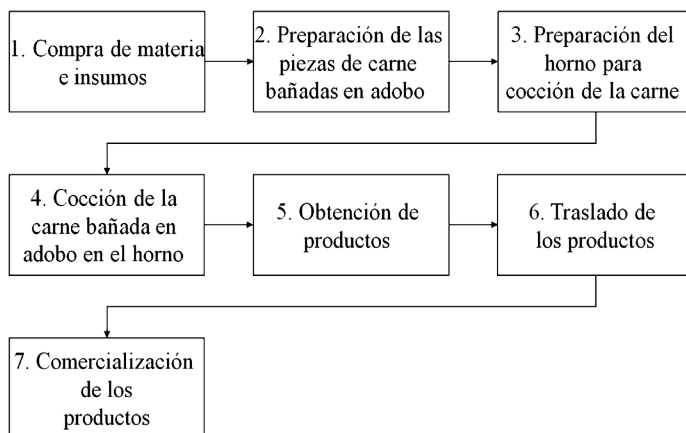 1. Compra de materia
e insumos
2. Preparación de las
piezas de carne
bañadas en adobo
3. Preparación del
horno para
cocción de la carne
4. Cocción de la
carne bañada en
adobo en el horno
5. Obtención de
productos
6. Traslado de
los productos
7. Comercialización
de los
productos